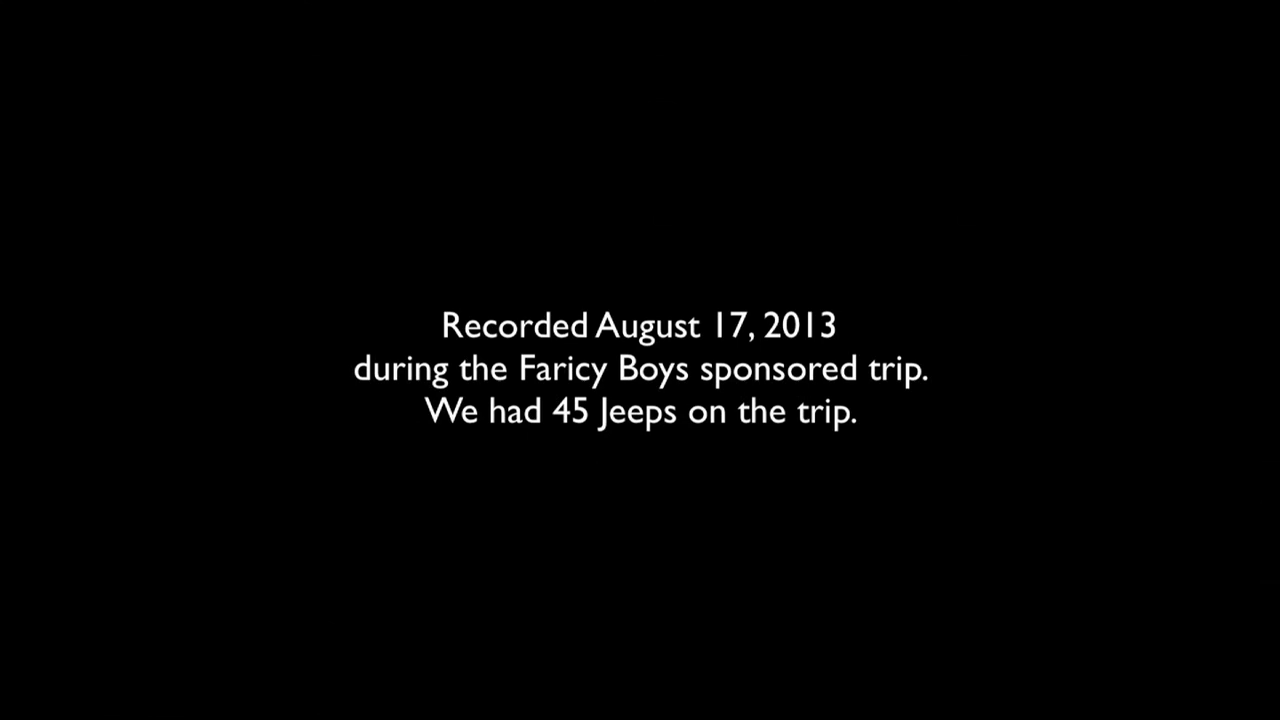 Recorded August 17, 2013
during the Faricy Boys sponsored trip.
We had 45 Jeeps on the trip.